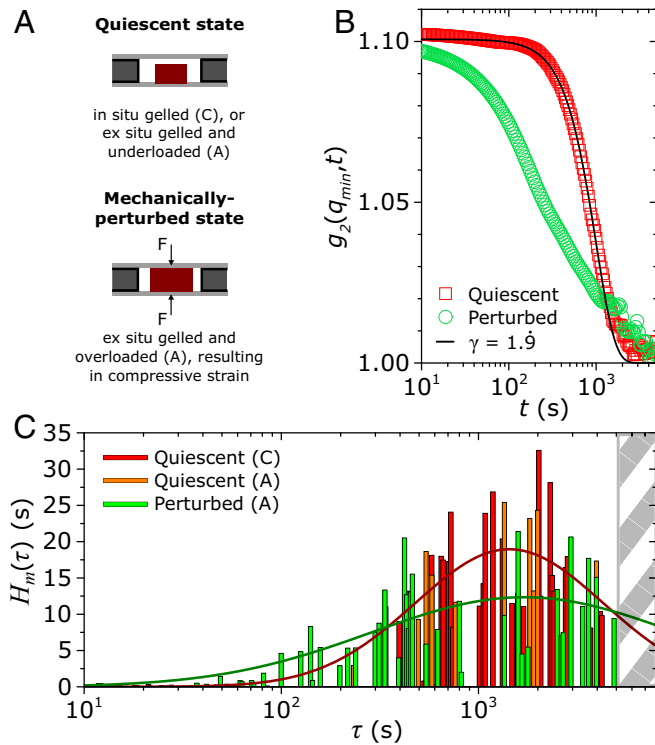 A
Quiescent state
in situ gelled (C), or
ex situ gelled and
underloaded (A)
Mechanically-
perturbed state
F
F
ex situ gelled and
overloaded (A), resulting
in compressive strain
B
1.10
1.05
1.00
g₂(qₘᵢₙ,t)
Quiescent
Perturbed
γ = 1.9̇
10¹
10²
10³
t (s)
C
35
30
25
20
15
10
5
0
Hₘ(τ) (s)
Quiescent (C)
Quiescent (A)
Perturbed (A)
10¹
10²
10³
τ (s)